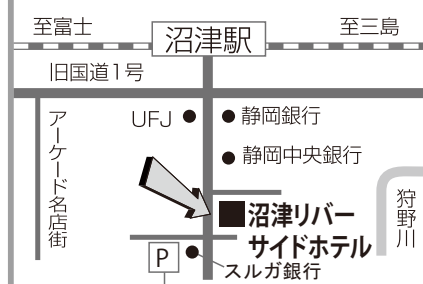 至富士
至三島
沼津駅
旧国道1号
UFJ
静岡銀行
静岡中央銀行
アーケード名店街
狩野川
沼津リバー
サイドホテル
P
スルガ銀行